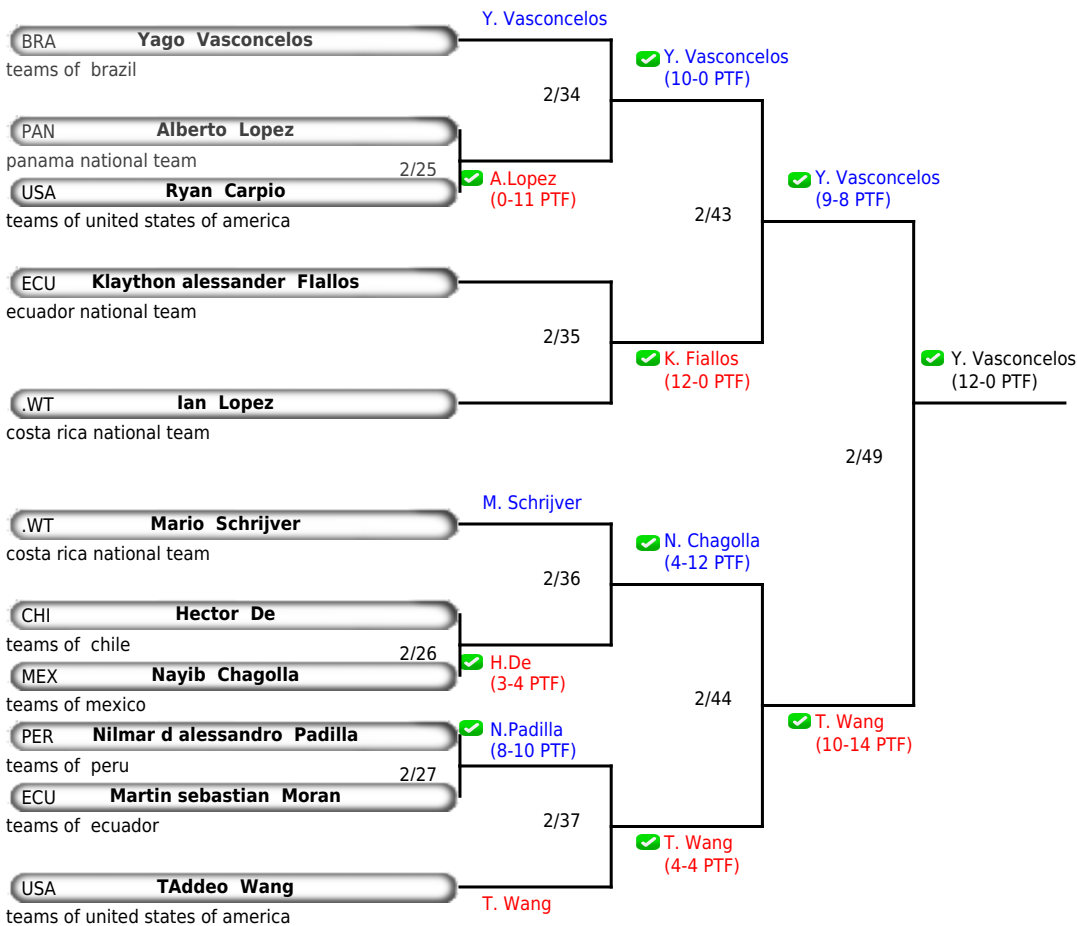 Y. Vasconcelos
BRA Yago Vasconcelos
teams of brazil
Y. Vasconcelos
(10-0 PTF)
2/34
PAN Alberto Lopez
panama national team
2/25
A.Lopez
(0-11 PTF)
USA Ryan Carpio
teams of united states of america
Y. Vasconcelos
(9-8 PTF)
2/43
ECU Klaython alessander FIallos
ecuador national team
2/35
K. Fiallos
(12-0 PTF)
Y. Vasconcelos
(12-0 PTF)
.WT Ian Lopez
costa rica national team
2/49
M. Schrijver
.WT Mario Schrijver
costa rica national team
N. Chagolla
(4-12 PTF)
2/36
CHI Hector De
teams of chile
2/26
H.De
(3-4 PTF)
MEX Nayib Chagolla
teams of mexico
2/44
T. Wang
(10-14 PTF)
PER Nilmar d alessandro Padilla
N.Padilla
(8-10 PTF)
teams of peru
2/27
ECU Martin sebastian Moran
teams of ecuador
2/37
T. Wang
(4-4 PTF)
USA TAddeo Wang
T. Wang
teams of united states of america